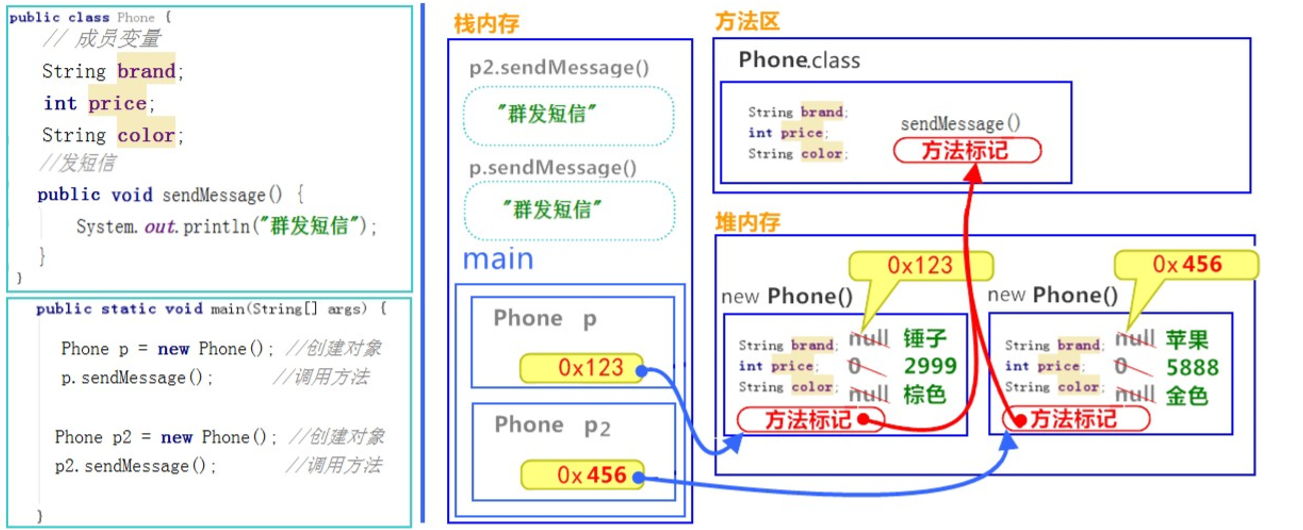 public class Phone {
// 成员变量
String brand;
int price;
String color;
//发短信
public void sendMessage() {
System.out.println("群发短信");
}
}
public static void main(String[] args) {
Phone p = new Phone(); //创建对象
p.sendMessage(); //调用方法
Phone p2 = new Phone(); //创建对象
p2.sendMessage(); //调用方法
}
栈内存
p2.sendMessage()
"群发短信"
p.sendMessage()
"群发短信"
main
Phone p
0x123
Phone p2
0x456
方法区
Phone.class
String brand;
int price;
String color;
sendMessage()
方法标记
堆内存
0x123
new Phone()
String brand; null 锤子
int price; 0 2999
String color; null 棕色
方法标记
0x456
new Phone()
String brand; null 苹果
int price; 0 5888
String color; null 金色
方法标记